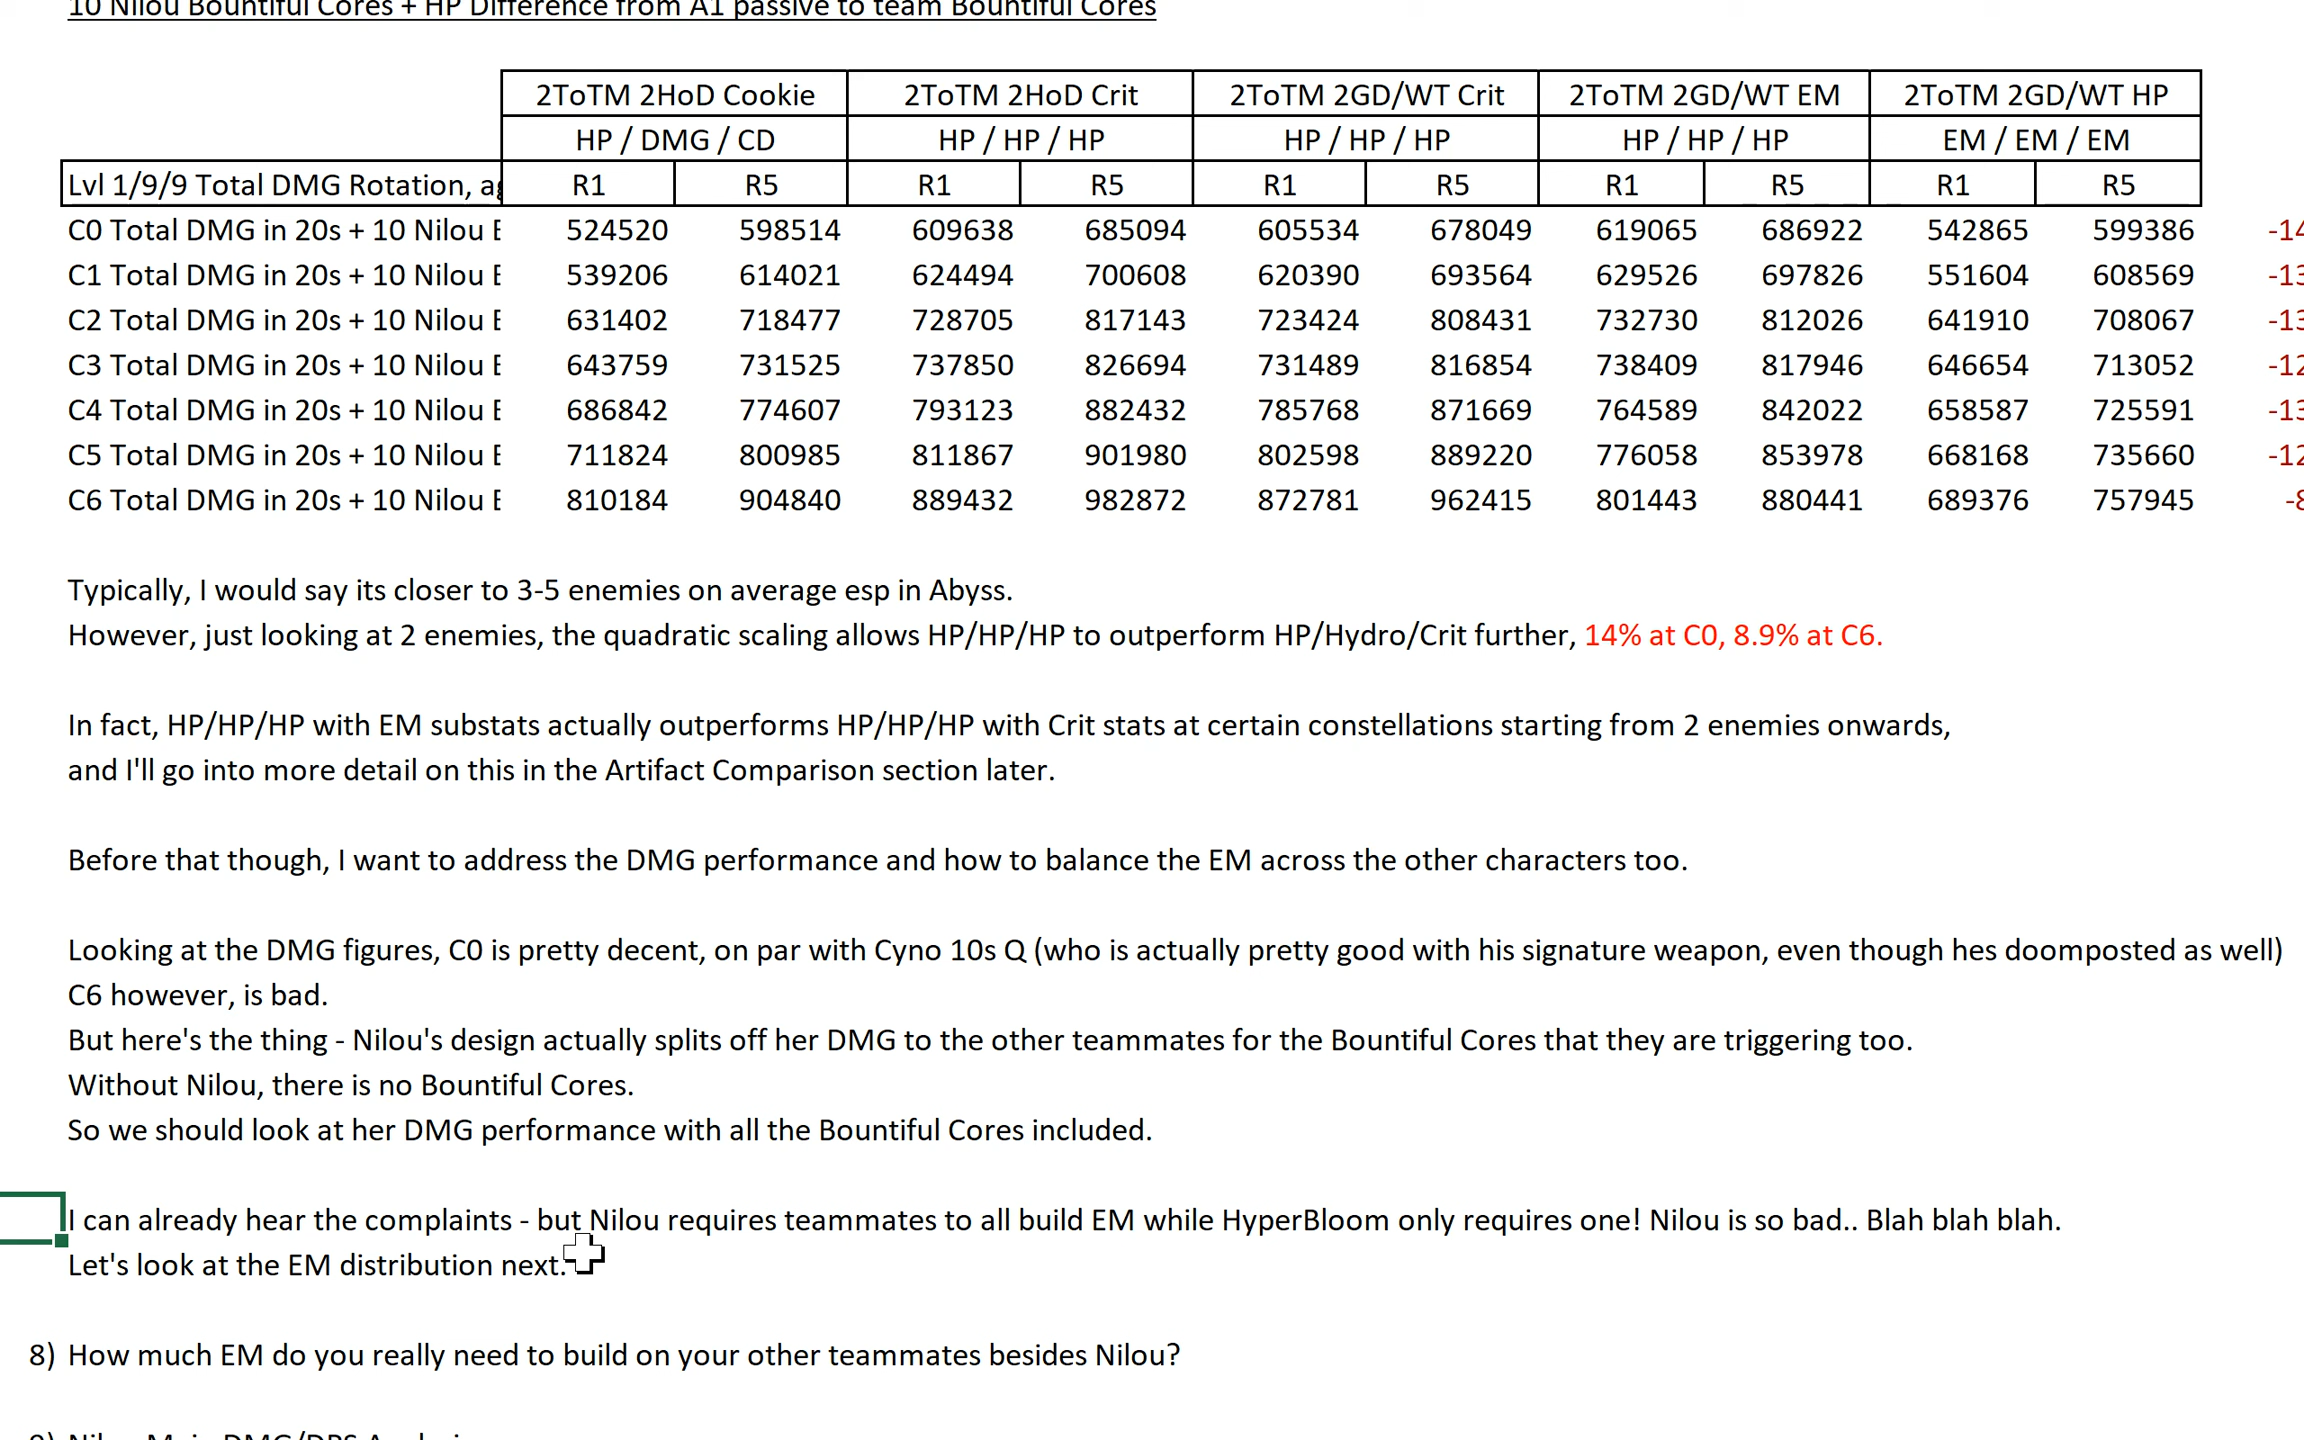 10 Nilou Bountiful Cores + HP Difference from A1 passive to team Bountiful Cores
2ToTM 2HoD Cookie 2ToTM 2HoD Crit 2ToTM 2GD/WT Crit 2ToTM 2GD/WT EM 2ToTM 2GD/WT HP
HP / DMG / CD HP / HP / HP HP / HP / HP HP / HP / HP EM / EM / EM
Lvl 1/9/9 Total DMG Rotation, R1 R5 R1 R5 R1 R5 R1 R5 R1 R5
C0 Total DMG in 20s + 10 Nilou 524520 598514 609638 685094 605534 678049 619065 686922 542865 599386 -14
C1 Total DMG in 20s + 10 Nilou 539206 614021 624494 700608 620390 693564 629526 697826 551604 608569 -13
C2 Total DMG in 20s + 10 Nilou 631402 718477 728705 817143 723424 808431 732730 812026 641910 708067 -13
C3 Total DMG in 20s + 10 Nilou 643759 731525 737850 826694 731489 816854 738409 817946 646654 713052 -12
C4 Total DMG in 20s + 10 Nilou 686842 774607 793123 882432 785768 871669 764589 842022 658587 725591 -13
C5 Total DMG in 20s + 10 Nilou 711824 800985 811867 901980 802598 889220 776058 853978 668168 735660 -12
C6 Total DMG in 20s + 10 Nilou 810184 904840 889432 982872 872781 962415 801443 880441 689376 757945 -8
Typically, I would say its closer to 3-5 enemies on average esp in Abyss.
However, just looking at 2 enemies, the quadratic scaling allows HP/HP/HP to outperform HP/Hydro/Crit further, 14% at C0, 8.9% at C6.
In fact, HP/HP/HP with EM substats actually outperforms HP/HP/HP with Crit stats at certain constellations starting from 2 enemies onwards,
and I'll go into more detail on this in the Artifact Comparison section later.
Before that though, I want to address the DMG performance and how to balance the EM across the other characters too.
Looking at the DMG figures, C0 is pretty decent, on par with Cyno 10s Q (who is actually pretty good with his signature weapon, even though hes doomposted as well)
C6 however, is bad.
But here's the thing - Nilou's design actually splits off her DMG to the other teammates for the Bountiful Cores that they are triggering too.
Without Nilou, there is no Bountiful Cores.
So we should look at her DMG performance with all the Bountiful Cores included.
I can already hear the complaints - but Nilou requires teammates to all build EM while HyperBloom only requires one! Nilou is so bad.. Blah blah blah.
Let's look at the EM distribution next.
8) How much EM do you really need to build on your other teammates besides Nilou?